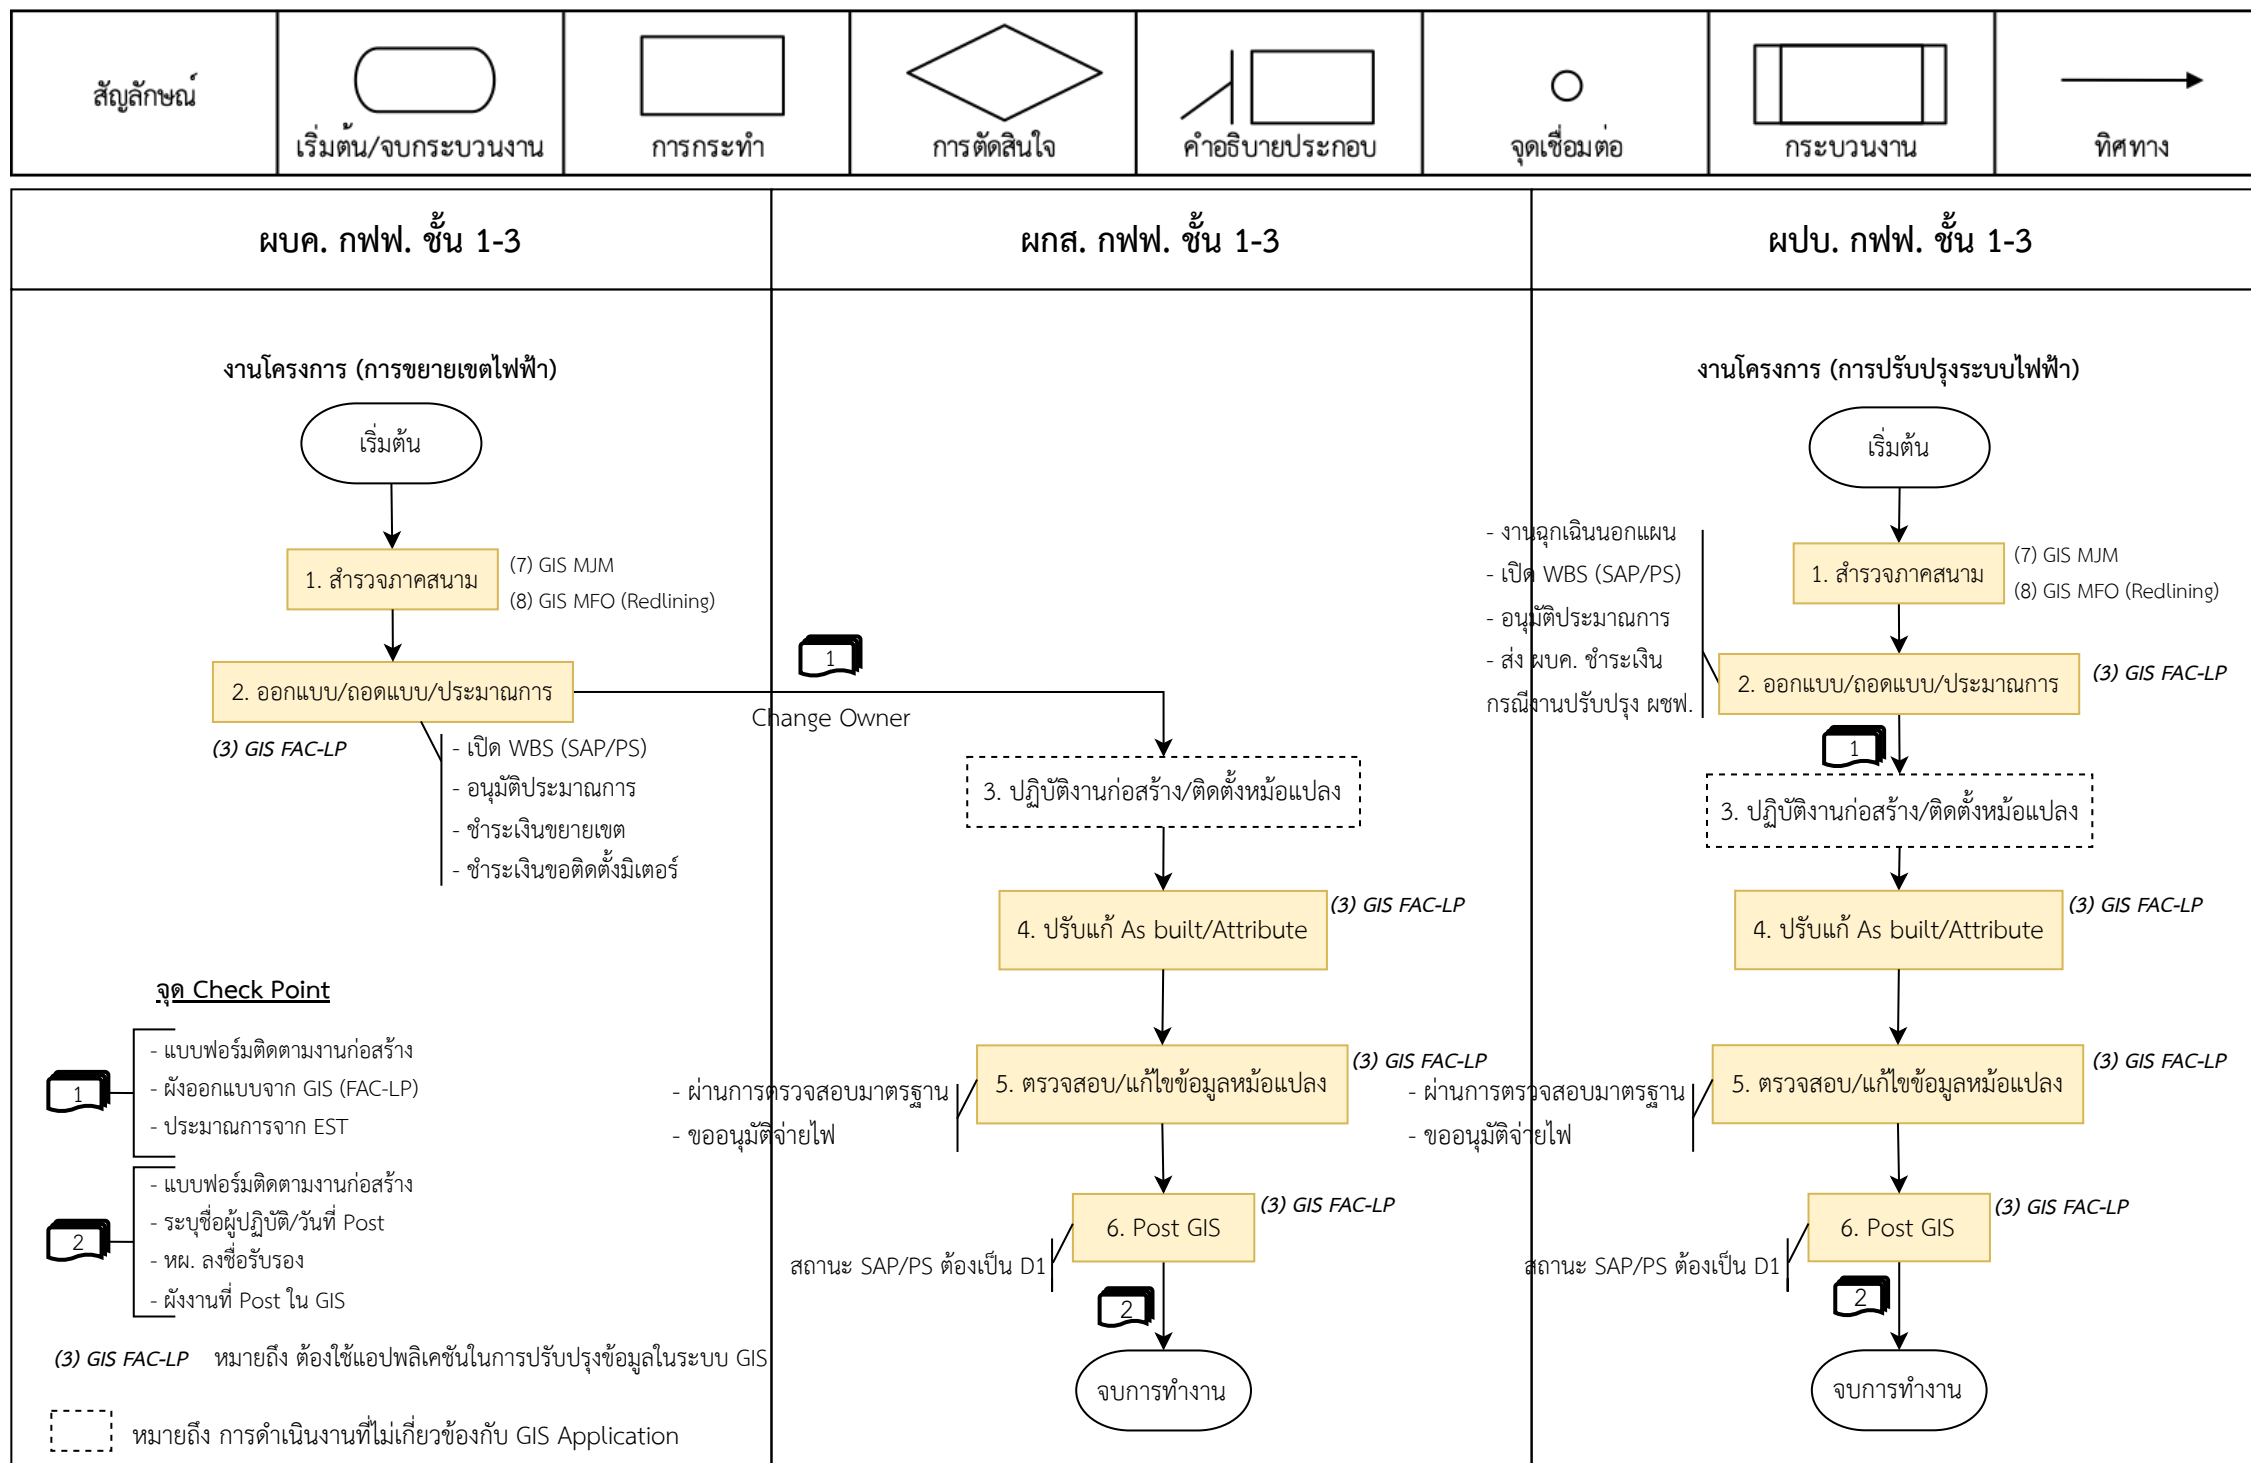 สัญลักษณ์
เริ่มต้น/จบกระบวนงาน
การกระทำ
การตัดสินใจ
คำอธิบายประกอบ
จุดเชื่อมต่อ
กระบวนงาน
ทิศทาง
ผบค. กฟฟ. ชั้น 1-3
ผกส. กฟฟ. ชั้น 1-3
ผปบ. กฟฟ. ชั้น 1-3
งานโครงการ (การขยายเขตไฟฟ้า)
เริ่มต้น
1. สำรวจภาคสนาม
(7) GIS MJM
(8) GIS MFO (Redlining)
2. ออกแบบ/ถอดแบบ/ประมาณการ
(3) GIS FAC-LP
- เปิด WBS (SAP/PS)
- อนุมัติประมาณการ
- ชำระเงินขยายเขต
- ชำระเงินขอติดตั้งมิเตอร์
จุด Check Point
1
- แบบฟอร์มติดตามงานก่อสร้าง
- ผังออกแบบจาก GIS (FAC-LP)
- ประมาณการจาก EST
2
- แบบฟอร์มติดตามงานก่อสร้าง
- ระบุชื่อผู้ปฏิบัติ/วันที่ Post
- หผ. ลงชื่อรับรอง
- ผังงานที่ Post ใน GIS
(3) GIS FAC-LP หมายถึง ต้องใช้แอปพลิเคชันในการปรับปรุงข้อมูลในระบบ GIS
หมายถึง การดำเนินงานที่ไม่เกี่ยวข้องกับ GIS Application
1
Change Owner
3. ปฏิบัติงานก่อสร้าง/ติดตั้งหม้อแปลง
4. ปรับแก้ As built/Attribute
(3) GIS FAC-LP
5. ตรวจสอบ/แก้ไขข้อมูลหม้อแปลง
(3) GIS FAC-LP
- ผ่านการตรวจสอบมาตรฐาน
- ขออนุมัติจ่ายไฟ
6. Post GIS
(3) GIS FAC-LP
สถานะ SAP/PS ต้องเป็น D1
2
จบการทำงาน
งานโครงการ (การปรับปรุงระบบไฟฟ้า)
เริ่มต้น
1. สำรวจภาคสนาม
(7) GIS MJM
(8) GIS MFO (Redlining)
- งานฉุกเฉินนอกแผน
- เปิด WBS (SAP/PS)
- อนุมัติประมาณการ
- ส่ง ผบค. ชำระเงิน
กรณีงานปรับปรุง ผชฟ.
2. ออกแบบ/ถอดแบบ/ประมาณการ
(3) GIS FAC-LP
1
3. ปฏิบัติงานก่อสร้าง/ติดตั้งหม้อแปลง
4. ปรับแก้ As built/Attribute
(3) GIS FAC-LP
5. ตรวจสอบ/แก้ไขข้อมูลหม้อแปลง
(3) GIS FAC-LP
- ผ่านการตรวจสอบมาตรฐาน
- ขออนุมัติจ่ายไฟ
6. Post GIS
(3) GIS FAC-LP
สถานะ SAP/PS ต้องเป็น D1
2
จบการทำงาน